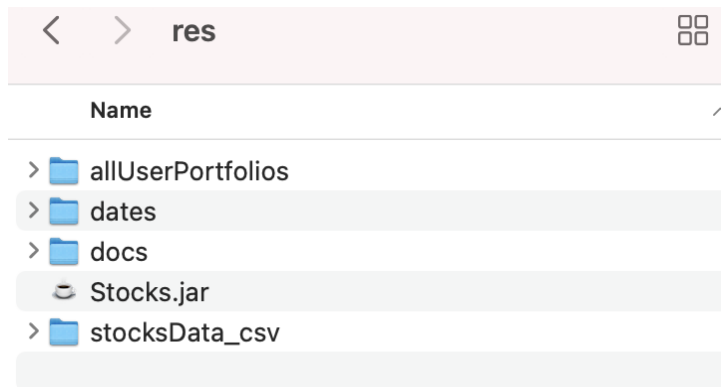 res
Name
allUserPortfolios
dates
docs
Stocks.jar
stocksData_csv